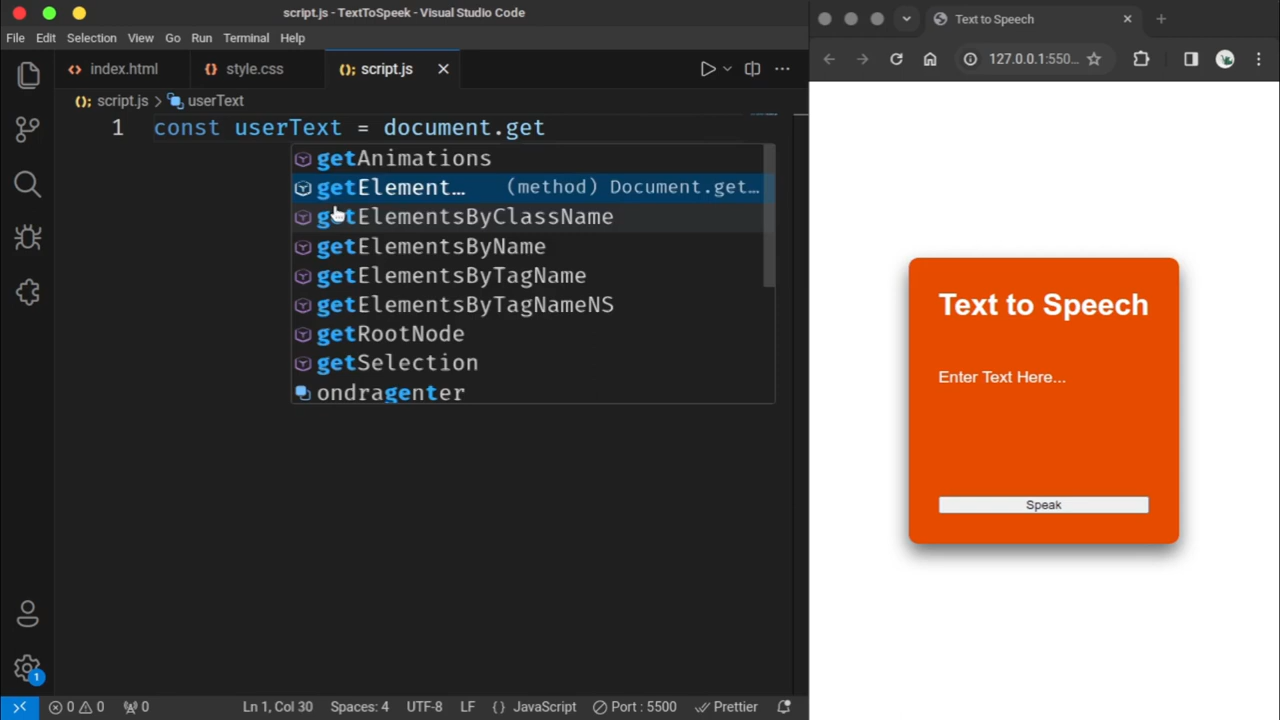 script.js - TextToSpeek - Visual Studio Code
File Edit Selection View Go Run Terminal Help
index.html style.css script.js
script.js > userText
1 const userText = document.get
getAnimations
getElement… (method) Document.get…
getElementsByClassName
getElementsByName
getElementsByTagName
getElementsByTagNameNS
getRootNode
getSelection
ondragenter
1
0 0 0 Ln 1, Col 30 Spaces: 4 UTF-8 LF { } JavaScript Port : 5500 Prettier
Text to Speech
127.0.0.1:550…
Text to Speech
Enter Text Here...
Speak